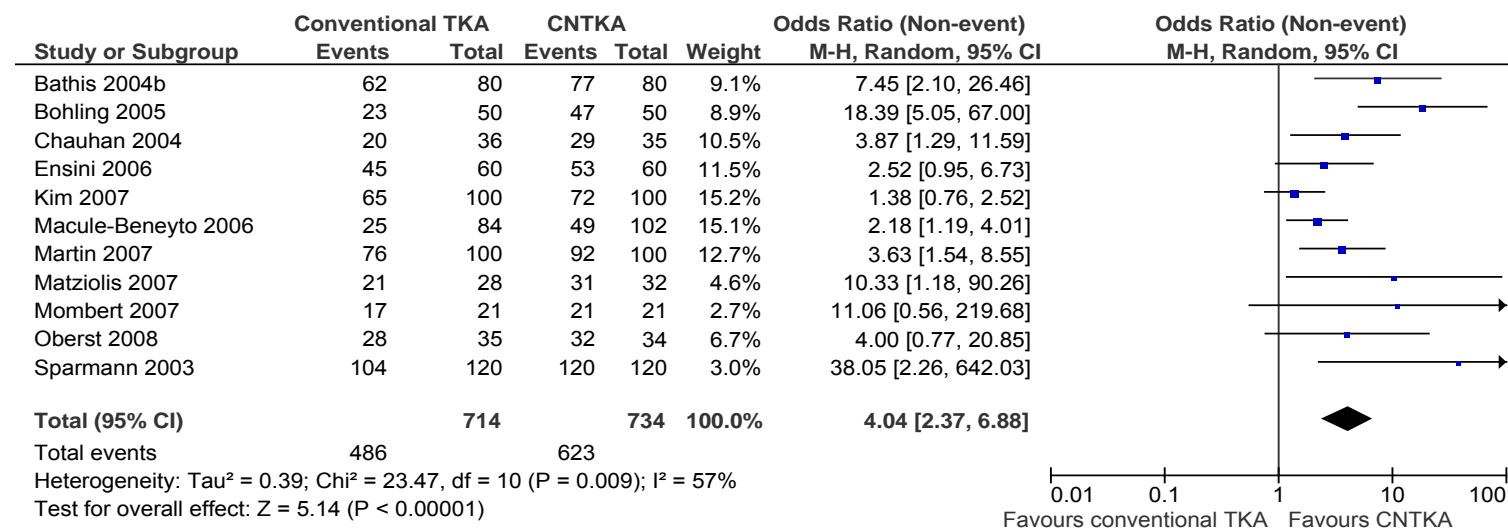 Conventional TKA CNTKA Odds Ratio (Non-event) Odds Ratio (Non-event)
Study or Subgroup Events Total Events Total Weight M-H, Random, 95% CI M-H, Random, 95% CI
Bathis 2004b 62 80 77 80 9.1% 7.45 [2.10, 26.46]
Bohling 2005 23 50 47 50 8.9% 18.39 [5.05, 67.00]
Chauhan 2004 20 36 29 35 10.5% 3.87 [1.29, 11.59]
Ensini 2006 45 60 53 60 11.5% 2.52 [0.95, 6.73]
Kim 2007 65 100 72 100 15.2% 1.38 [0.76, 2.52]
Macule-Beneyto 2006 25 84 49 102 15.1% 2.18 [1.19, 4.01]
Martin 2007 76 100 92 100 12.7% 3.63 [1.54, 8.55]
Matziolis 2007 21 28 31 32 4.6% 10.33 [1.18, 90.26]
Mombert 2007 17 21 21 21 2.7% 11.06 [0.56, 219.68]
Oberst 2008 28 35 32 34 6.7% 4.00 [0.77, 20.85]
Sparmann 2003 104 120 120 120 3.0% 38.05 [2.26, 642.03]
Total (95% CI) 714 734 100.0% 4.04 [2.37, 6.88]
Total events 486 623
Heterogeneity: Tau² = 0.39; Chi² = 23.47, df = 10 (P = 0.009); I² = 57%
Test for overall effect: Z = 5.14 (P < 0.00001)
0.01 0.1 1 10 100
Favours conventional TKA Favours CNTKA